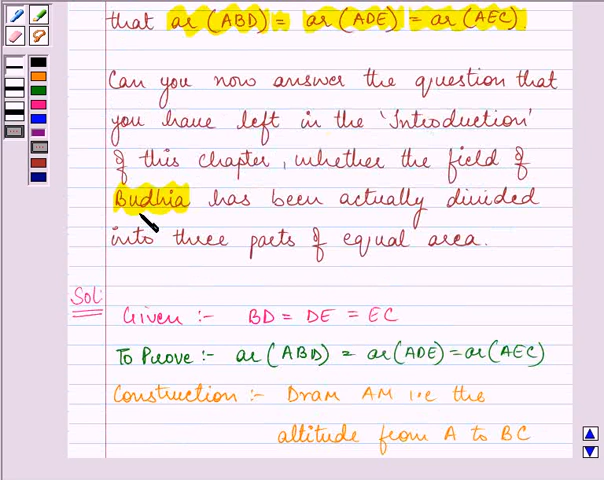 that ar (ABD) = ar (ADE) = ar (AEC).
Can you now answer the question that
you have left in the 'Introduction'
of this chapter, whether the field of
Budhia has been actually divided
into three parts of equal area.
Sol:
Given :- BD = DE = EC
To Prove :- ar (ABD) = ar (ADE) = ar (AEC)
Construction :- Dram AM i.e the
altitude from A to BC